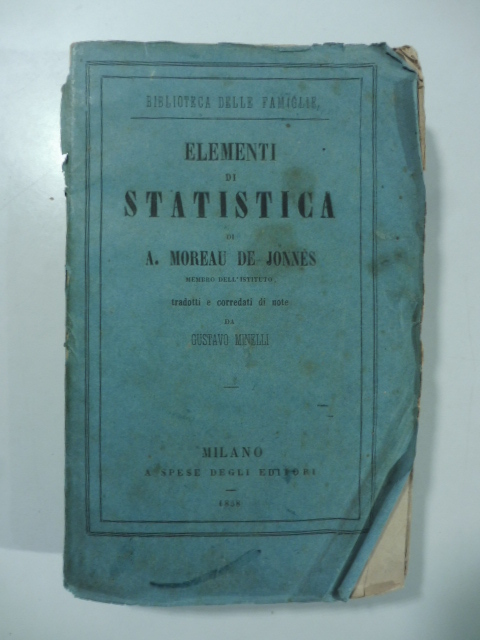 BIBLIOTECA DELLE FAMIGLIE.
ELEMENTI
DI
STATISTICA
DI
A. MOREAU DE JONNÈS
MEMBRO DELL'ISTITUTO,
tradotti e corredati di note
DA
GUSTAVO MINELLI
MILANO
A SPESE DEGLI EDITORI
1858